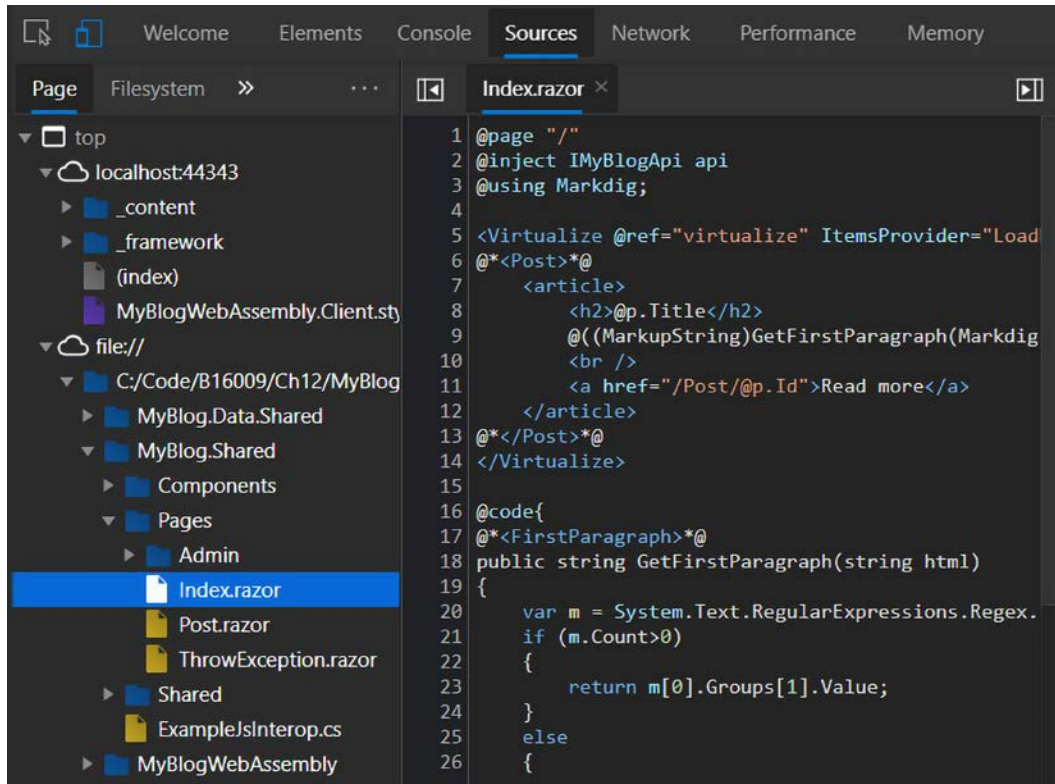 Welcome Elements Console Sources Network Performance Memory
Page Filesystem » ... Index.razor ×
top
localhost:44343
_content
_framework
(index)
MyBlogWebAssembly.Client.sty
file://
C:/Code/B16009/Ch12/MyBlog
MyBlog.Data.Shared
MyBlog.Shared
Components
Pages
Admin
Index.razor
Post.razor
ThrowException.razor
Shared
ExampleJsInterop.cs
MyBlogWebAssembly
1 @page "/"
2 @inject IMyBlogApi api
3 @using Markdig;
4
5 <Virtualize @ref="virtualize" ItemsProvider="Load
6 @*<Post>*@
7     <article>
8         <h2>@p.Title</h2>
9         @((MarkupString)GetFirstParagraph(Markdig
10         <br />
11         <a href="/Post/@p.Id">Read more</a>
12     </article>
13 @*</Post>*@
14 </Virtualize>
15
16 @code{
17 @*<FirstParagraph>*@
18 public string GetFirstParagraph(string html)
19 {
20     var m = System.Text.RegularExpressions.Regex.
21     if (m.Count>0)
22     {
23         return m[0].Groups[1].Value;
24     }
25     else
26     {